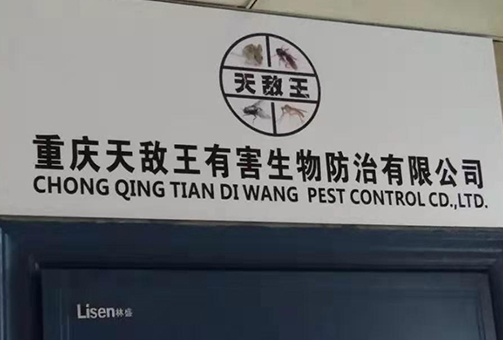 天敌王
重庆天敌王有害生物防治有限公司
CHONG QING TIAN DI WANG PEST CONTROL CD.,LTD.
Lisen林盛